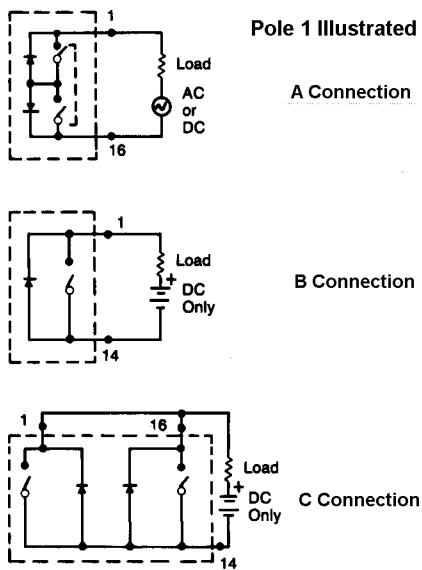 Pole 1 Illustrated
1
Load
AC
or
DC
16
A Connection
1
Load
+
DC
Only
14
B Connection
1
16
Load
+
DC
Only
14
C Connection